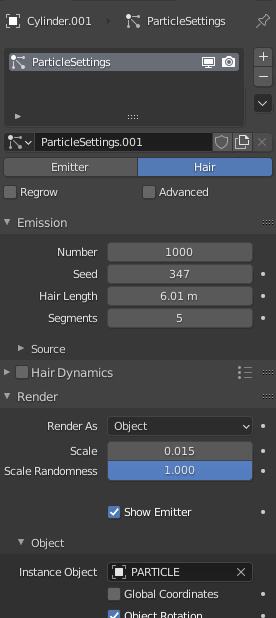 Cylinder.001 ParticleSettings
ParticleSettings
ParticleSettings.001
Emitter Hair
Regrow Advanced
Emission
Number 1000
Seed 347
Hair Length 6.01 m
Segments 5
Source
Hair Dynamics
Render
Render As Object
Scale 0.015
Scale Randomness 1.000
Show Emitter
Object
Instance Object PARTICLE
Global Coordinates
Object Rotation